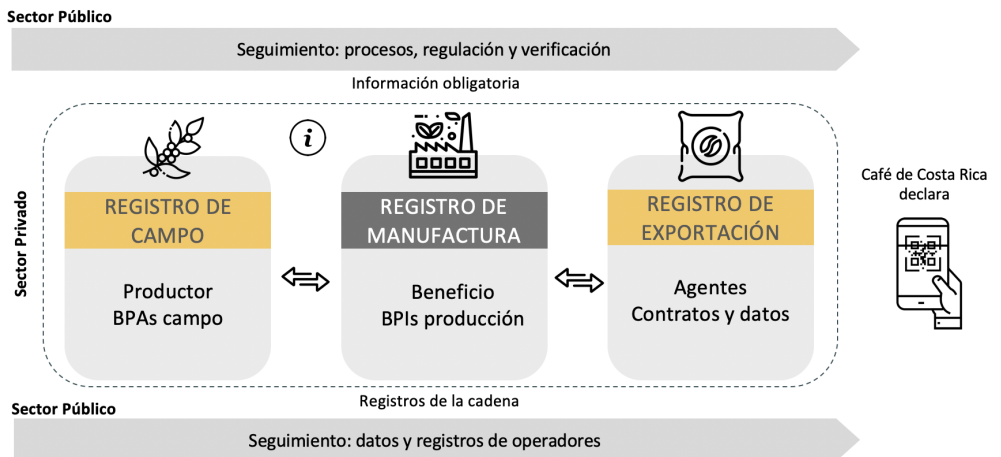 Sector Público
Seguimiento: procesos, regulación y verificación
Información obligatoria
Sector Privado
i
REGISTRO DE
CAMPO
Productor
BPAs campo
REGISTRO DE
MANUFACTURA
Beneficio
BPIs producción
REGISTRO DE
EXPORTACIÓN
Agentes
Contratos y datos
Café de Costa Rica
declara
Registros de la cadena
Sector Público
Seguimiento: datos y registros de operadores